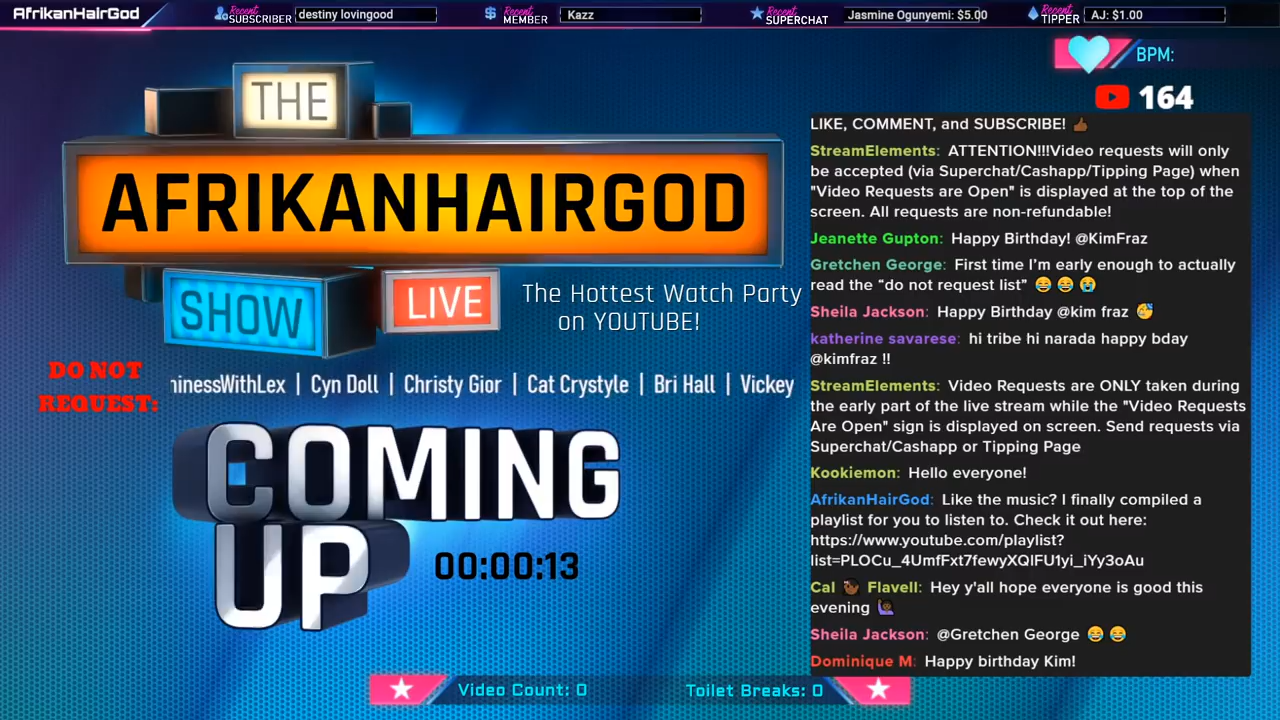 AfrikanHairGod
Recent SUBSCRIBER destiny lovingood
Recent MEMBER Kazz
Recent SUPERCHAT Jasmine Ogunyemi: $5.00
Recent TIPPER AJ: $1.00
BPM:
164
THE
AFRIKANHAIRGOD
SHOW
LIVE
The Hottest Watch Party
on YOUTUBE!
DO NOT
REQUEST:
ninessWithLex | Cyn Doll | Christy Gior | Cat Crystyle | Bri Hall | Vickey
COMING
UP
00:00:13
LIKE, COMMENT, and SUBSCRIBE! 👍🏾
StreamElements: ATTENTION!!!Video requests will only
be accepted (via Superchat/Cashapp/Tipping Page) when
"Video Requests are Open" is displayed at the top of the
screen. All requests are non-refundable!
Jeanette Gupton: Happy Birthday! @KimFraz
Gretchen George: First time I'm early enough to actually
read the “do not request list” 😂 😂 😭
Sheila Jackson: Happy Birthday @kim fraz 🥳
katherine savarese: hi tribe hi narada happy bday
@kimfraz !!
StreamElements: Video Requests are ONLY taken during
the early part of the live stream while the "Video Requests
Are Open" sign is displayed on screen. Send requests via
Superchat/Cashapp or Tipping Page
Kookiemon: Hello everyone!
AfrikanHairGod: Like the music? I finally compiled a
playlist for you to listen to. Check it out here:
https://www.youtube.com/playlist?
list=PLOCu_4UmfFxt7fewyXQIFU1yi_iYy3oAu
Cal Flavell: Hey y'all hope everyone is good this
evening 🙋🏿‍♀️
Sheila Jackson: @Gretchen George 😂 😂
Dominique M: Happy birthday Kim!
Video Count: 0
Toilet Breaks: 0